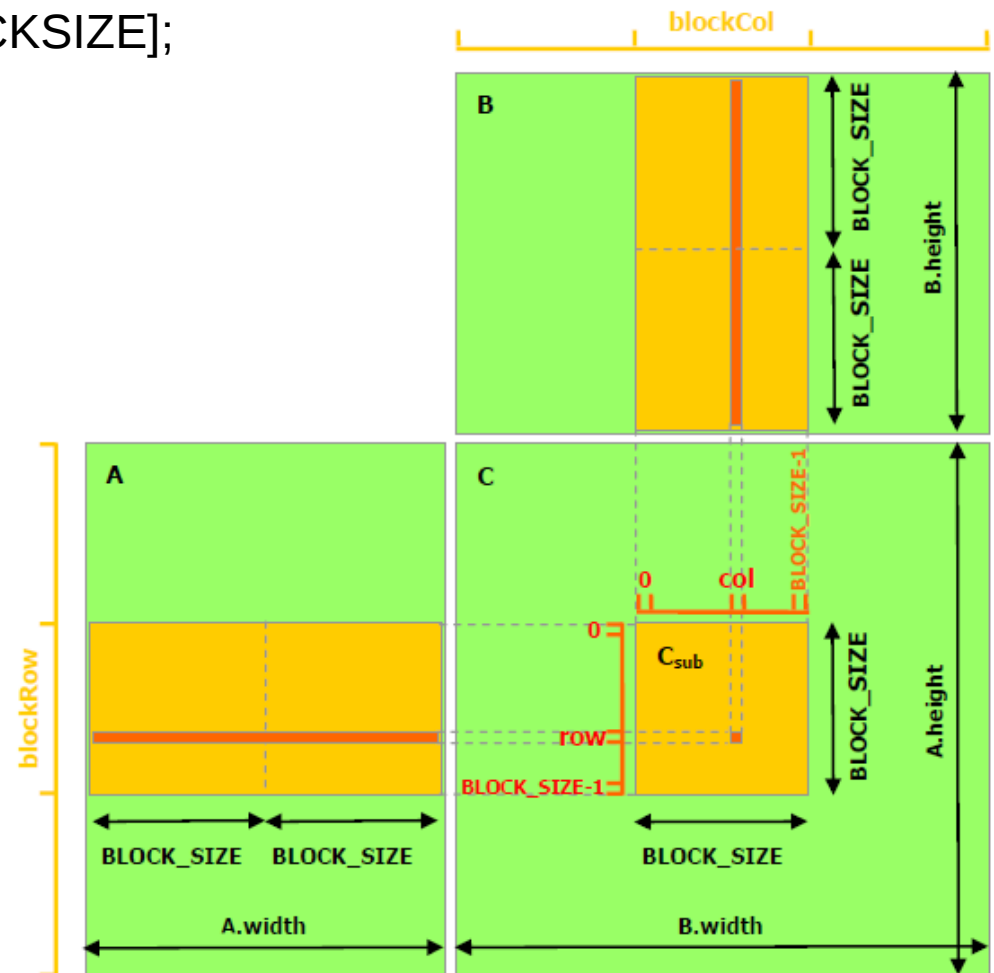 CKSIZE];
blockCol
B
BLOCK_SIZE
BLOCK_SIZE
B.height
A
C
BLOCK_SIZE-1
0
col
blockRow
0
Csub
row
BLOCK_SIZE-1
BLOCK_SIZE
A.height
BLOCK_SIZE BLOCK_SIZE
BLOCK_SIZE
A.width
B.width